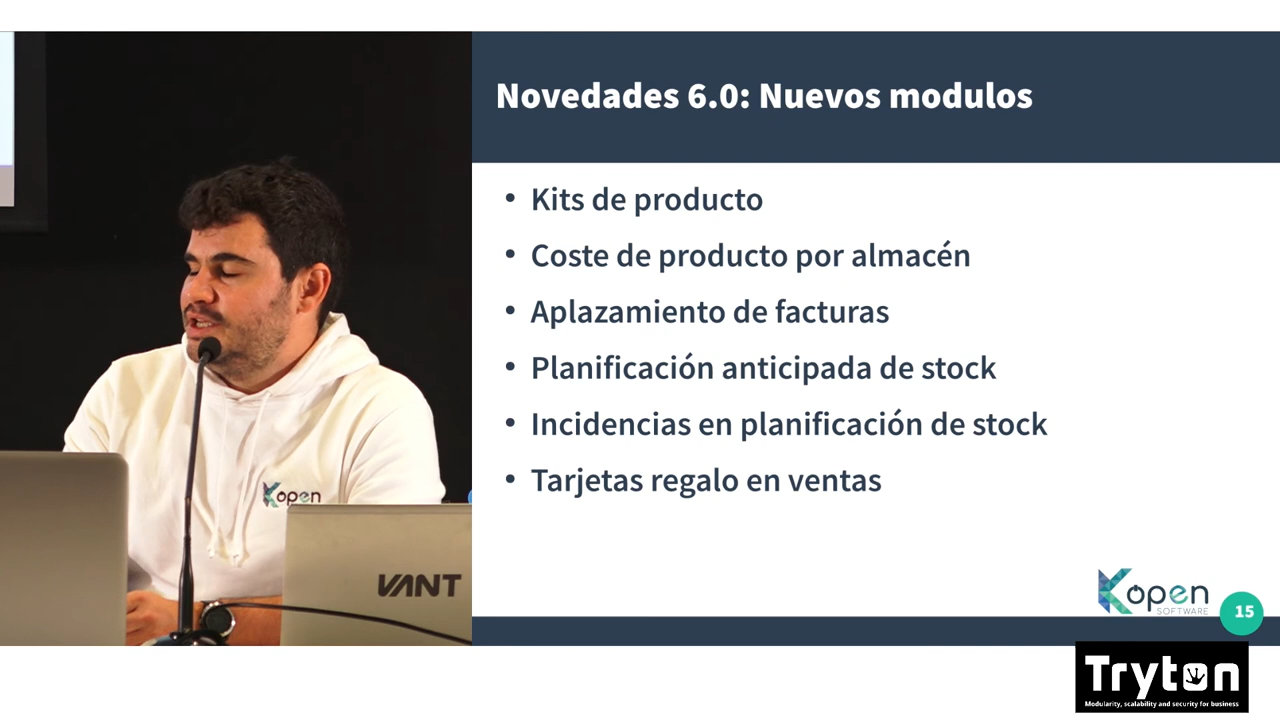 Novedades 6.0: Nuevos modulos
• Kits de producto
• Coste de producto por almacén
• Aplazamiento de facturas
• Planificación anticipada de stock
• Incidencias en planificación de stock
• Tarjetas regalo en ventas
Kopen
VANT
Kopen
SOFTWARE
15
Tryton
Modularity, scalability and security for business